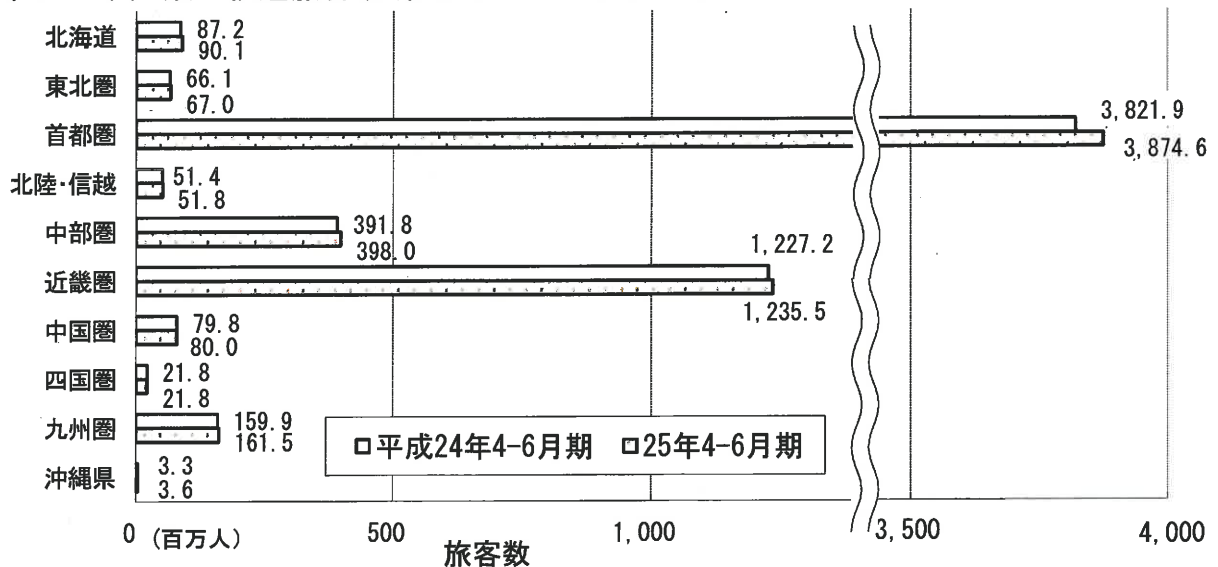 北海道 87.2
90.1
東北圏 66.1
67.0
首都圏 3,821.9
3,874.6
北陸・信越 51.4
51.8
中部圏 391.8
398.0
近畿圏 1,227.2
1,235.5
中国圏 79.8
80.0
四国圏 21.8
21.8
九州圏 159.9
161.5
□平成24年4-6月期 □25年4-6月期
沖縄県 3.3
3.6
0 (百万人) 500 1,000 3,500 4,000
旅客数